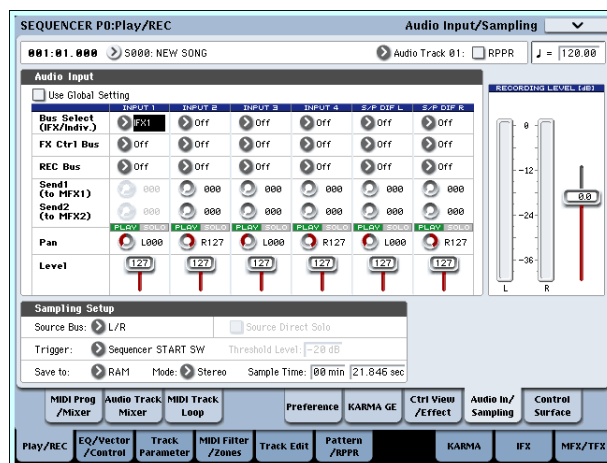 SEQUENCER P0:Play/REC Audio Input/Sampling
001:01.000 S000: NEW SONG Audio Track 01: RPPR ♩ = 120.00
Audio Input
RECORDING LEVEL [dB]
Use Global Setting
INPUT 1 INPUT 2 INPUT 3 INPUT 4 S/P DIF L S/P DIF R
Bus Select
(IFX/Indiv.) IFX1 Off Off Off Off Off
FX Ctrl Bus Off Off Off Off Off Off
REC Bus Off Off Off Off Off Off
Send1
(to MFX1) 000 000 000 000 000 000
Send2
(to MFX2) 000 000 000 000 000 000
PLAY SOLO PLAY SOLO PLAY SOLO PLAY SOLO PLAY SOLO PLAY SOLO
Pan L000 R127 L000 R127 L000 R127
Level 127 127 127 127 127 127
0
-12
-24
-36
0.0
L R
Sampling Setup
Source Bus: L/R Source Direct Solo
Trigger: Sequencer START SW Threshold Level: -20 dB
Save to: RAM Mode: Stereo Sample Time: 00 min 21.846 sec
MIDI Prog
/Mixer
Audio Track
Mixer
MIDI Track
Loop
Preference
KARMA GE
Ctrl View
/Effect
Audio In/
Sampling
Control
Surface
Play/REC
EQ/Vector
/Control
Track
Parameter
MIDI Filter
/Zones
Track Edit
Pattern
/RPPR
KARMA
IFX
MFX/TFX